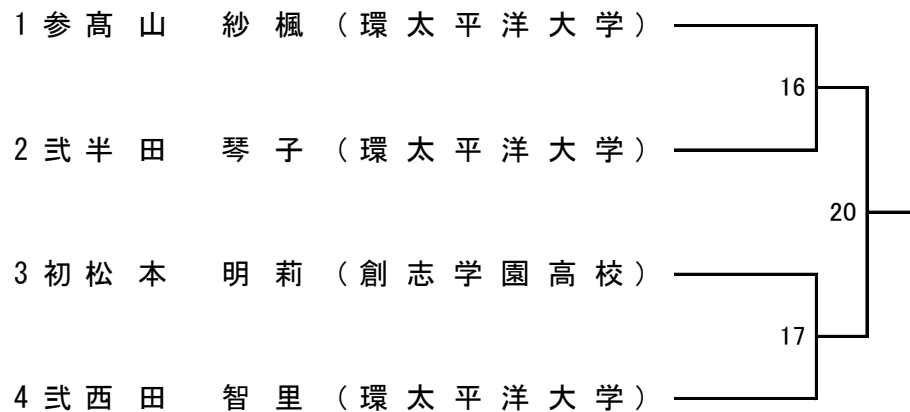 1 参 髙 山 紗 楓 ( 環 太 平 洋 大 学 )
16
2 弐 半 田 琴 子 ( 環 太 平 洋 大 学 )
20
3 初 松 本 明 莉 ( 創 志 学 園 高 校 )
17
4 弐 西 田 智 里 ( 環 太 平 洋 大 学 )